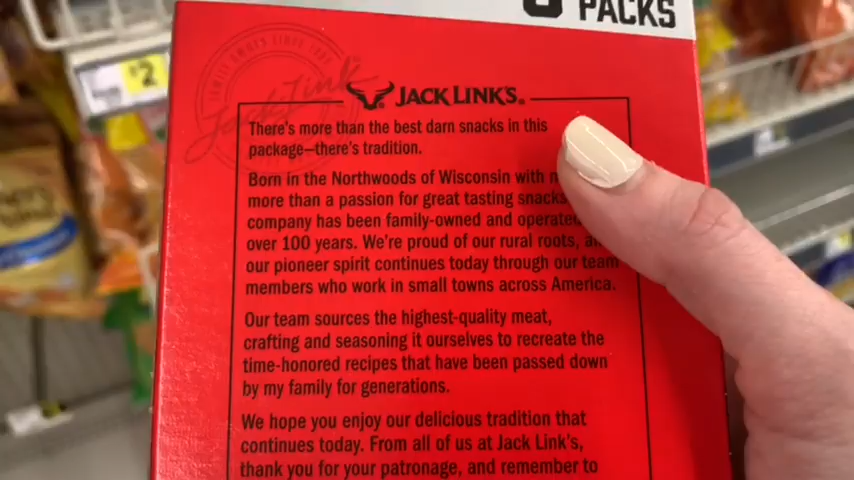 PACKS
$2
FAMILY OWNED SINCE 1885
Jack Link
JACK LINK'S.
There's more than the best darn snacks in this
package—there's tradition.
Born in the Northwoods of Wisconsin with
more than a passion for great tasting snacks
company has been family-owned and operated
over 100 years. We're proud of our rural roots,
our pioneer spirit continues today through our team
members who work in small towns across America.
Our team sources the highest-quality meat,
crafting and seasoning it ourselves to recreate the
time-honored recipes that have been passed down
by my family for generations.
We hope you enjoy our delicious tradition that
continues today. From all of us at Jack Link's,
thank you for your patronage, and remember to